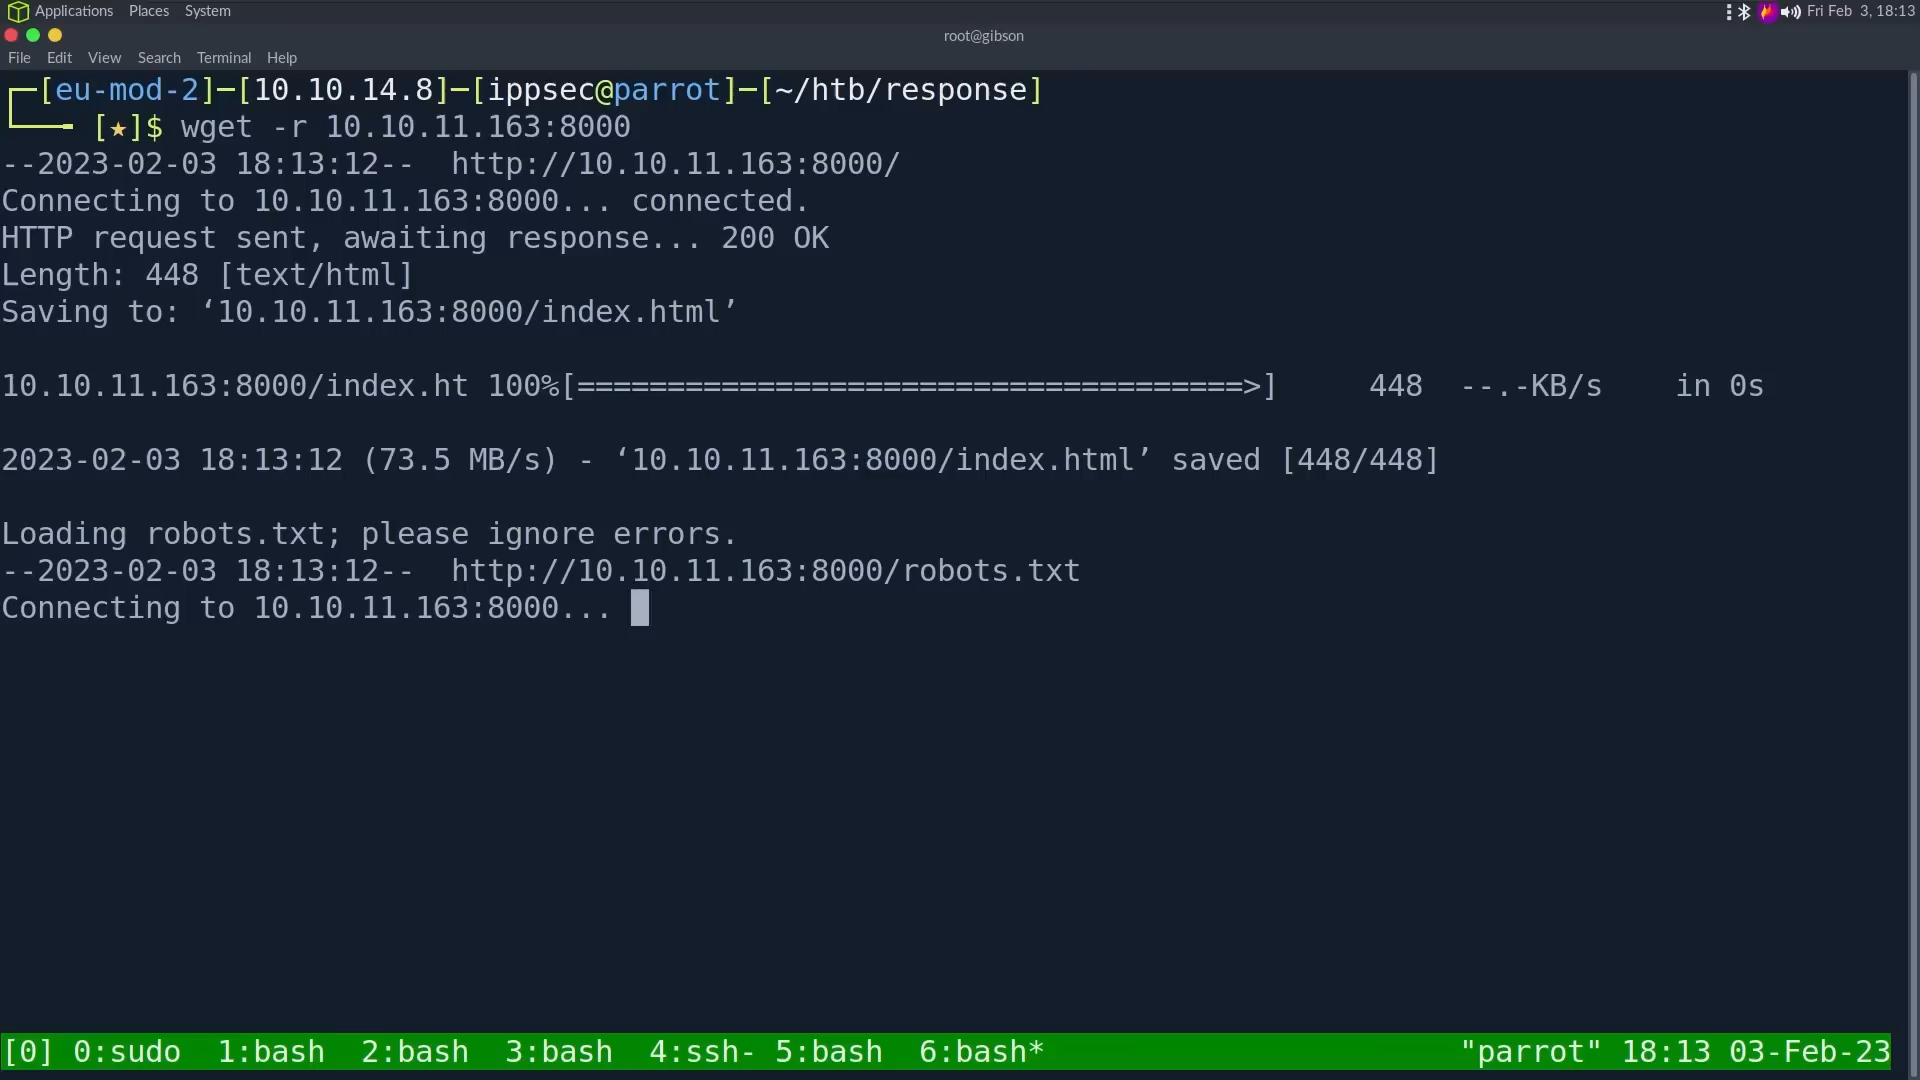 Applications Places System
Fri Feb 3, 18:13
root@gibson
File Edit View Search Terminal Help
┌─[eu-mod-2]─[10.10.14.8]─[ippsec@parrot]─[~/htb/response]
└──╼ [★]$ wget -r 10.10.11.163:8000
--2023-02-03 18:13:12--  http://10.10.11.163:8000/
Connecting to 10.10.11.163:8000... connected.
HTTP request sent, awaiting response... 200 OK
Length: 448 [text/html]
Saving to: ‘10.10.11.163:8000/index.html’
10.10.11.163:8000/index.ht 100%[=====================================>]     448  --.-KB/s    in 0s
2023-02-03 18:13:12 (73.5 MB/s) - ‘10.10.11.163:8000/index.html’ saved [448/448]
Loading robots.txt; please ignore errors.
--2023-02-03 18:13:12--  http://10.10.11.163:8000/robots.txt
Connecting to 10.10.11.163:8000...
[0] 0:sudo  1:bash  2:bash  3:bash  4:ssh- 5:bash  6:bash* "parrot" 18:13 03-Feb-23